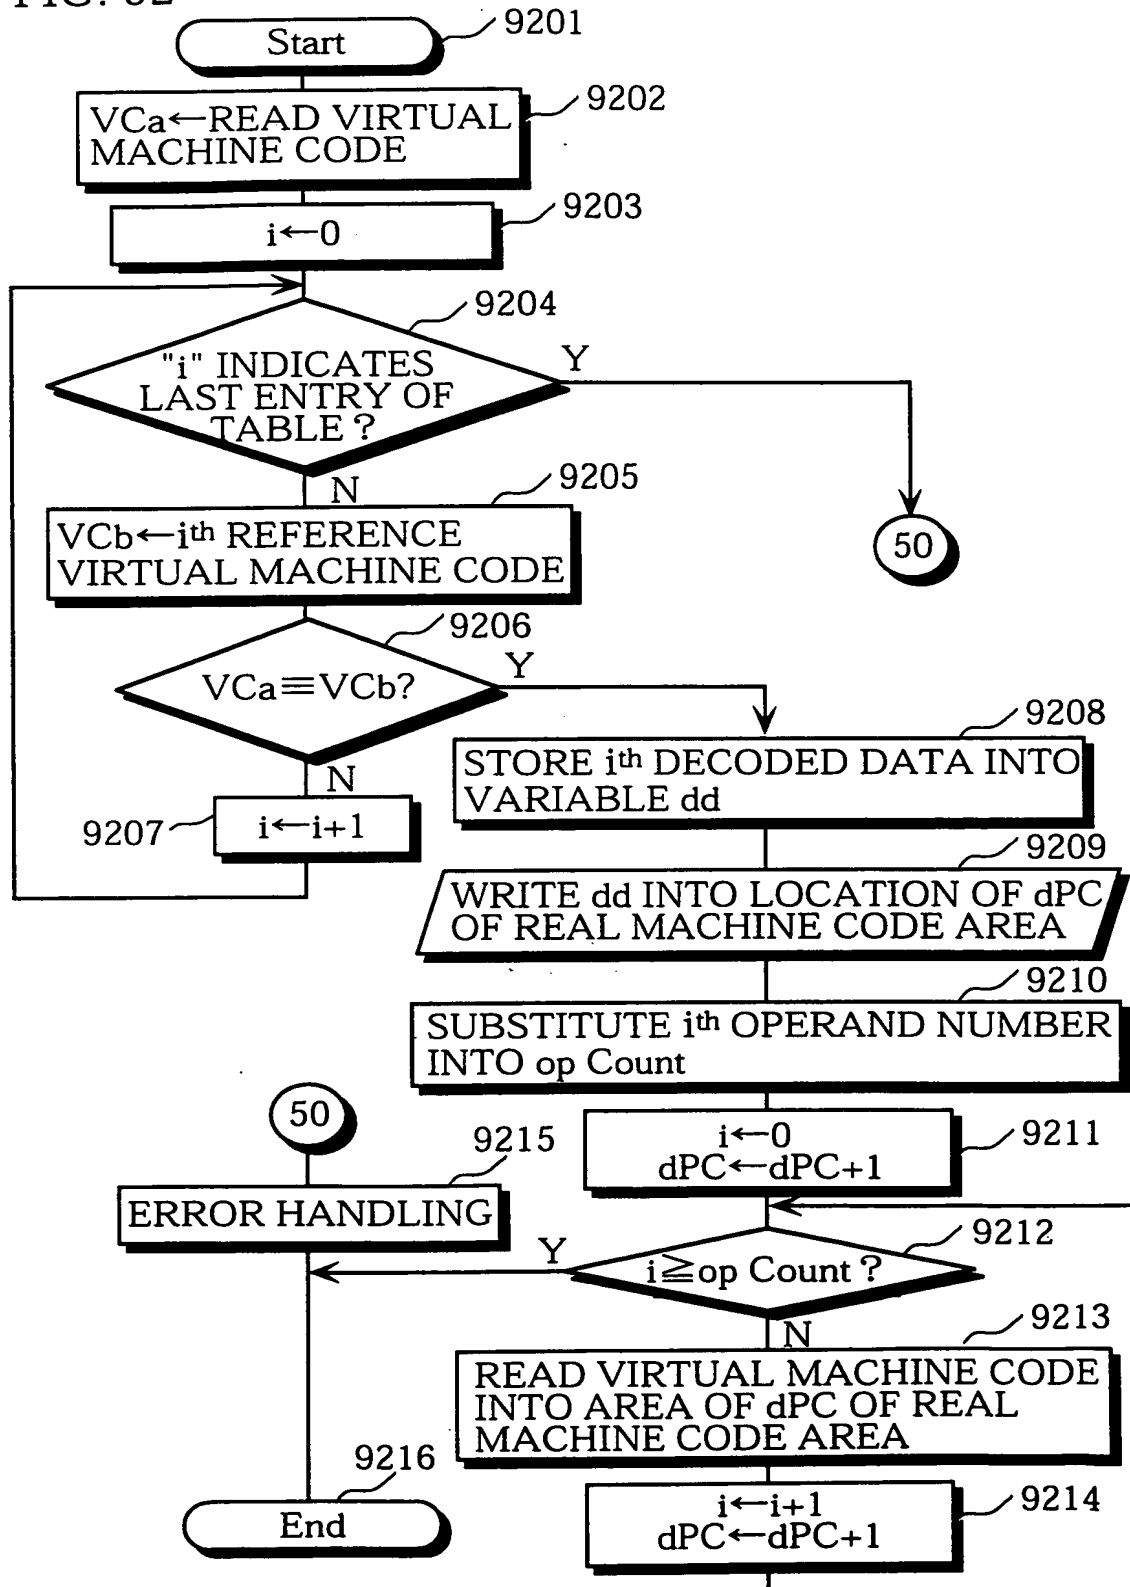 Start
9201
VCa←READ VIRTUAL
MACHINE CODE
9202
i←0
9203
9204
"i" INDICATES
LAST ENTRY OF
TABLE ?
Y
N
9205
VCb←ith REFERENCE
VIRTUAL MACHINE CODE
50
9206
VCa≡VCb?
Y
N
9207
i←i+1
9208
STORE ith DECODED DATA INTO
VARIABLE dd
9209
WRITE dd INTO LOCATION OF dPC
OF REAL MACHINE CODE AREA
9210
SUBSTITUTE ith OPERAND NUMBER
INTO op Count
50
9215
ERROR HANDLING
i←0
dPC←dPC+1
9211
9212
Y
i≧op Count ?
N
9213
READ VIRTUAL MACHINE CODE
INTO AREA OF dPC OF REAL
MACHINE CODE AREA
9216
End
i←i+1
dPC←dPC+1
9214